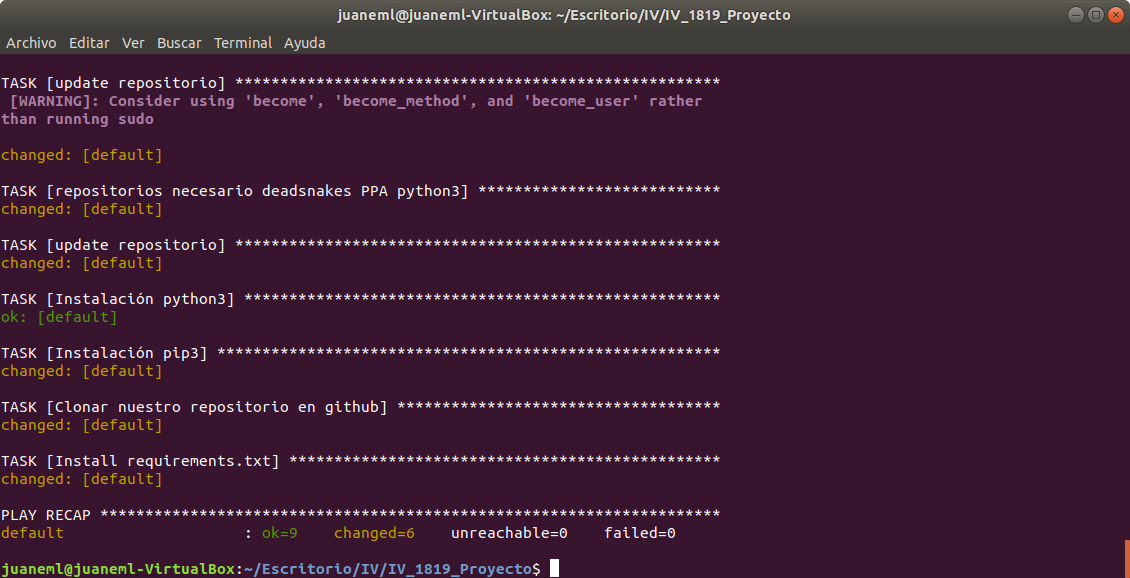 juaneml@juaneml-VirtualBox: ~/Escritorio/IV/IV_1819_Proyecto
Archivo Editar Ver Buscar Terminal Ayuda
TASK [update repositorio] ******************************************************
 [WARNING]: Consider using 'become', 'become_method', and 'become_user' rather
than running sudo
changed: [default]
TASK [repositorios necesario deadsnakes PPA python3] ***************************
changed: [default]
TASK [update repositorio] ******************************************************
changed: [default]
TASK [Instalación python3] *****************************************************
ok: [default]
TASK [Instalación pip3] ********************************************************
changed: [default]
TASK [Clonar nuestro repositorio en github] ************************************
changed: [default]
TASK [Install requirements.txt] ************************************************
changed: [default]
PLAY RECAP *********************************************************************
default                    : ok=9    changed=6    unreachable=0    failed=0
juaneml@juaneml-VirtualBox:~/Escritorio/IV/IV_1819_Proyecto$